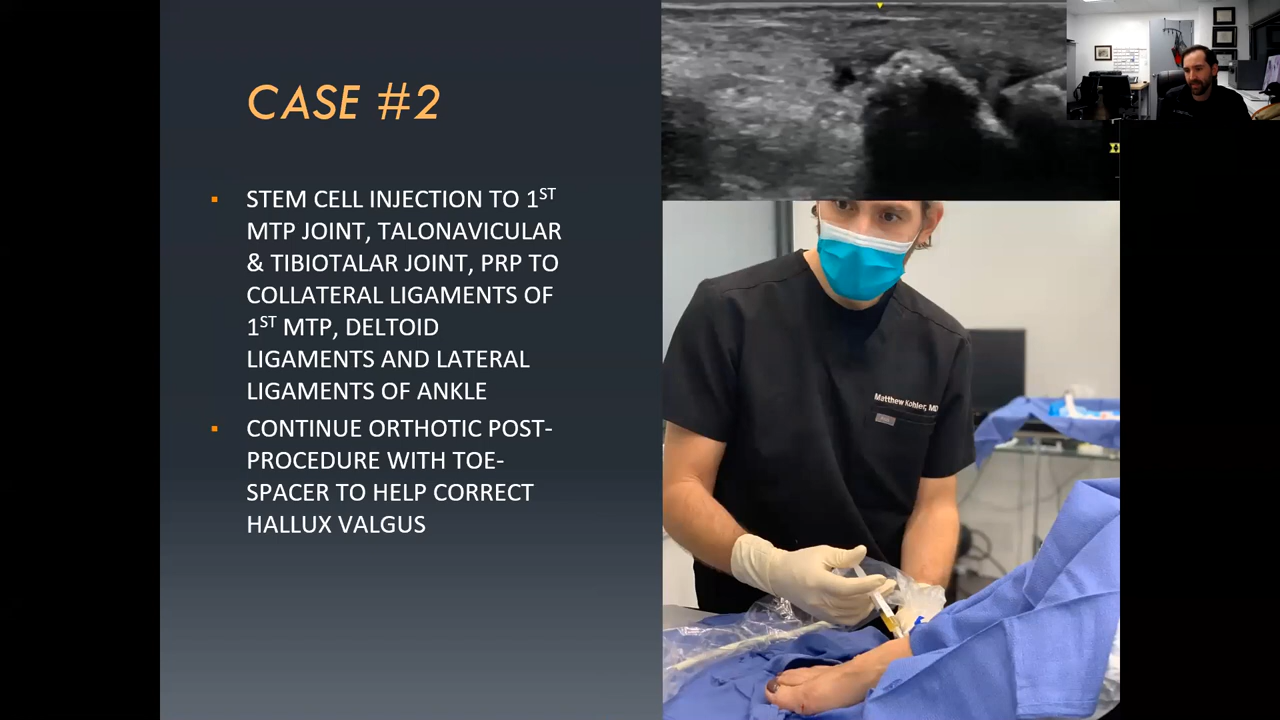 CASE #2
▪ STEM CELL INJECTION TO 1ST
MTP JOINT, TALONAVICULAR
& TIBIOTALAR JOINT, PRP TO
COLLATERAL LIGAMENTS OF
1ST MTP, DELTOID
LIGAMENTS AND LATERAL
LIGAMENTS OF ANKLE
▪ CONTINUE ORTHOTIC POST-
PROCEDURE WITH TOE-
SPACER TO HELP CORRECT
HALLUX VALGUS
Matthew Kohler, MD